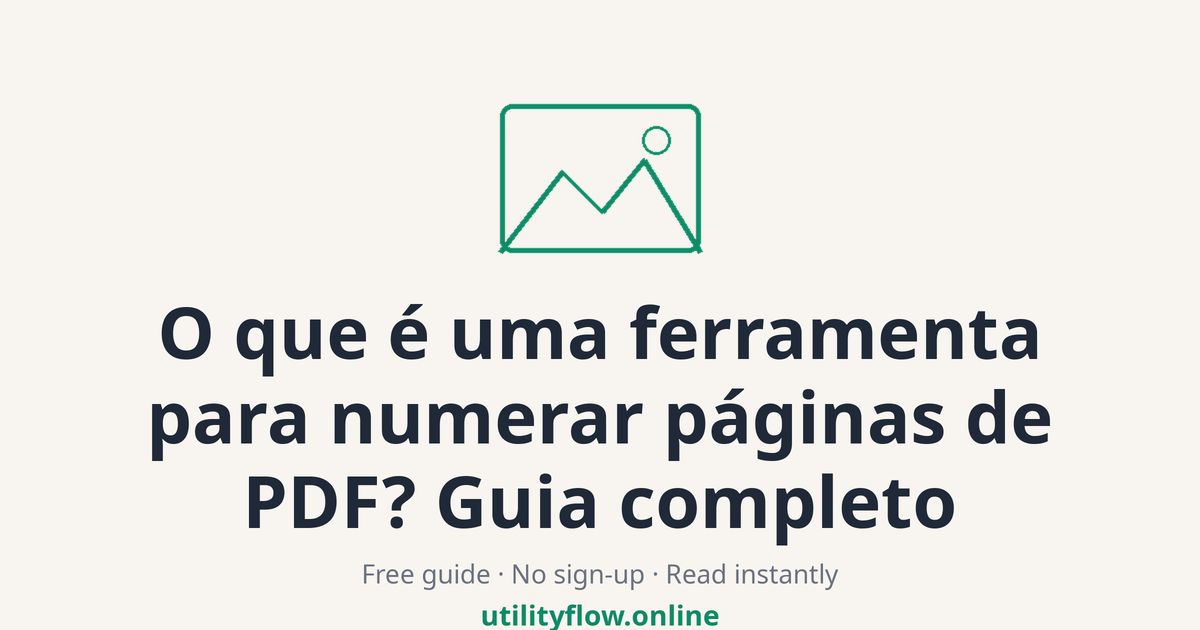 O que é uma ferramenta
para numerar páginas de
PDF? Guia completo
Free guide · No sign-up · Read instantly
utilityflow.online